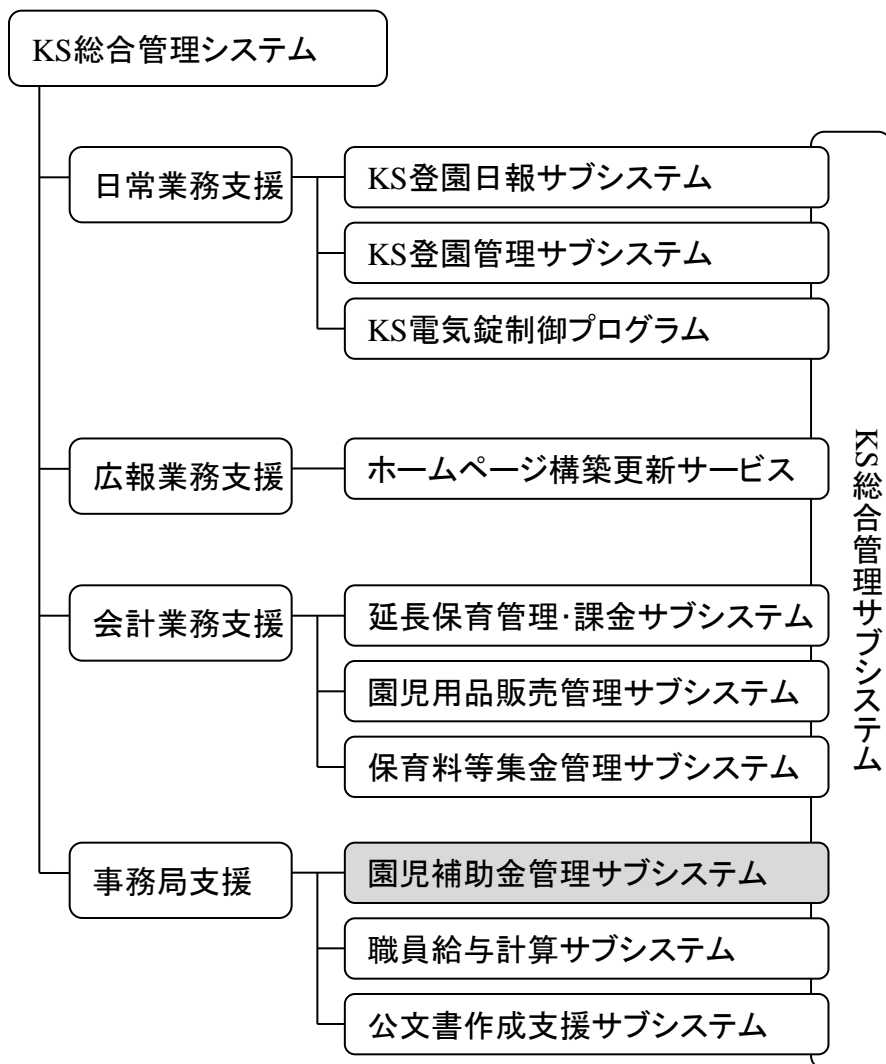 KS総合管理システム
日常業務支援
KS登園日報サブシステム
KS登園管理サブシステム
KS電気錠制御プログラム
広報業務支援
ホームページ構築更新サービス
会計業務支援
延長保育管理･課金サブシステム
園児用品販売管理サブシステム
保育料等集金管理サブシステム
事務局支援
園児補助金管理サブシステム
職員給与計算サブシステム
公文書作成支援サブシステム
KS総合管理サブシステム